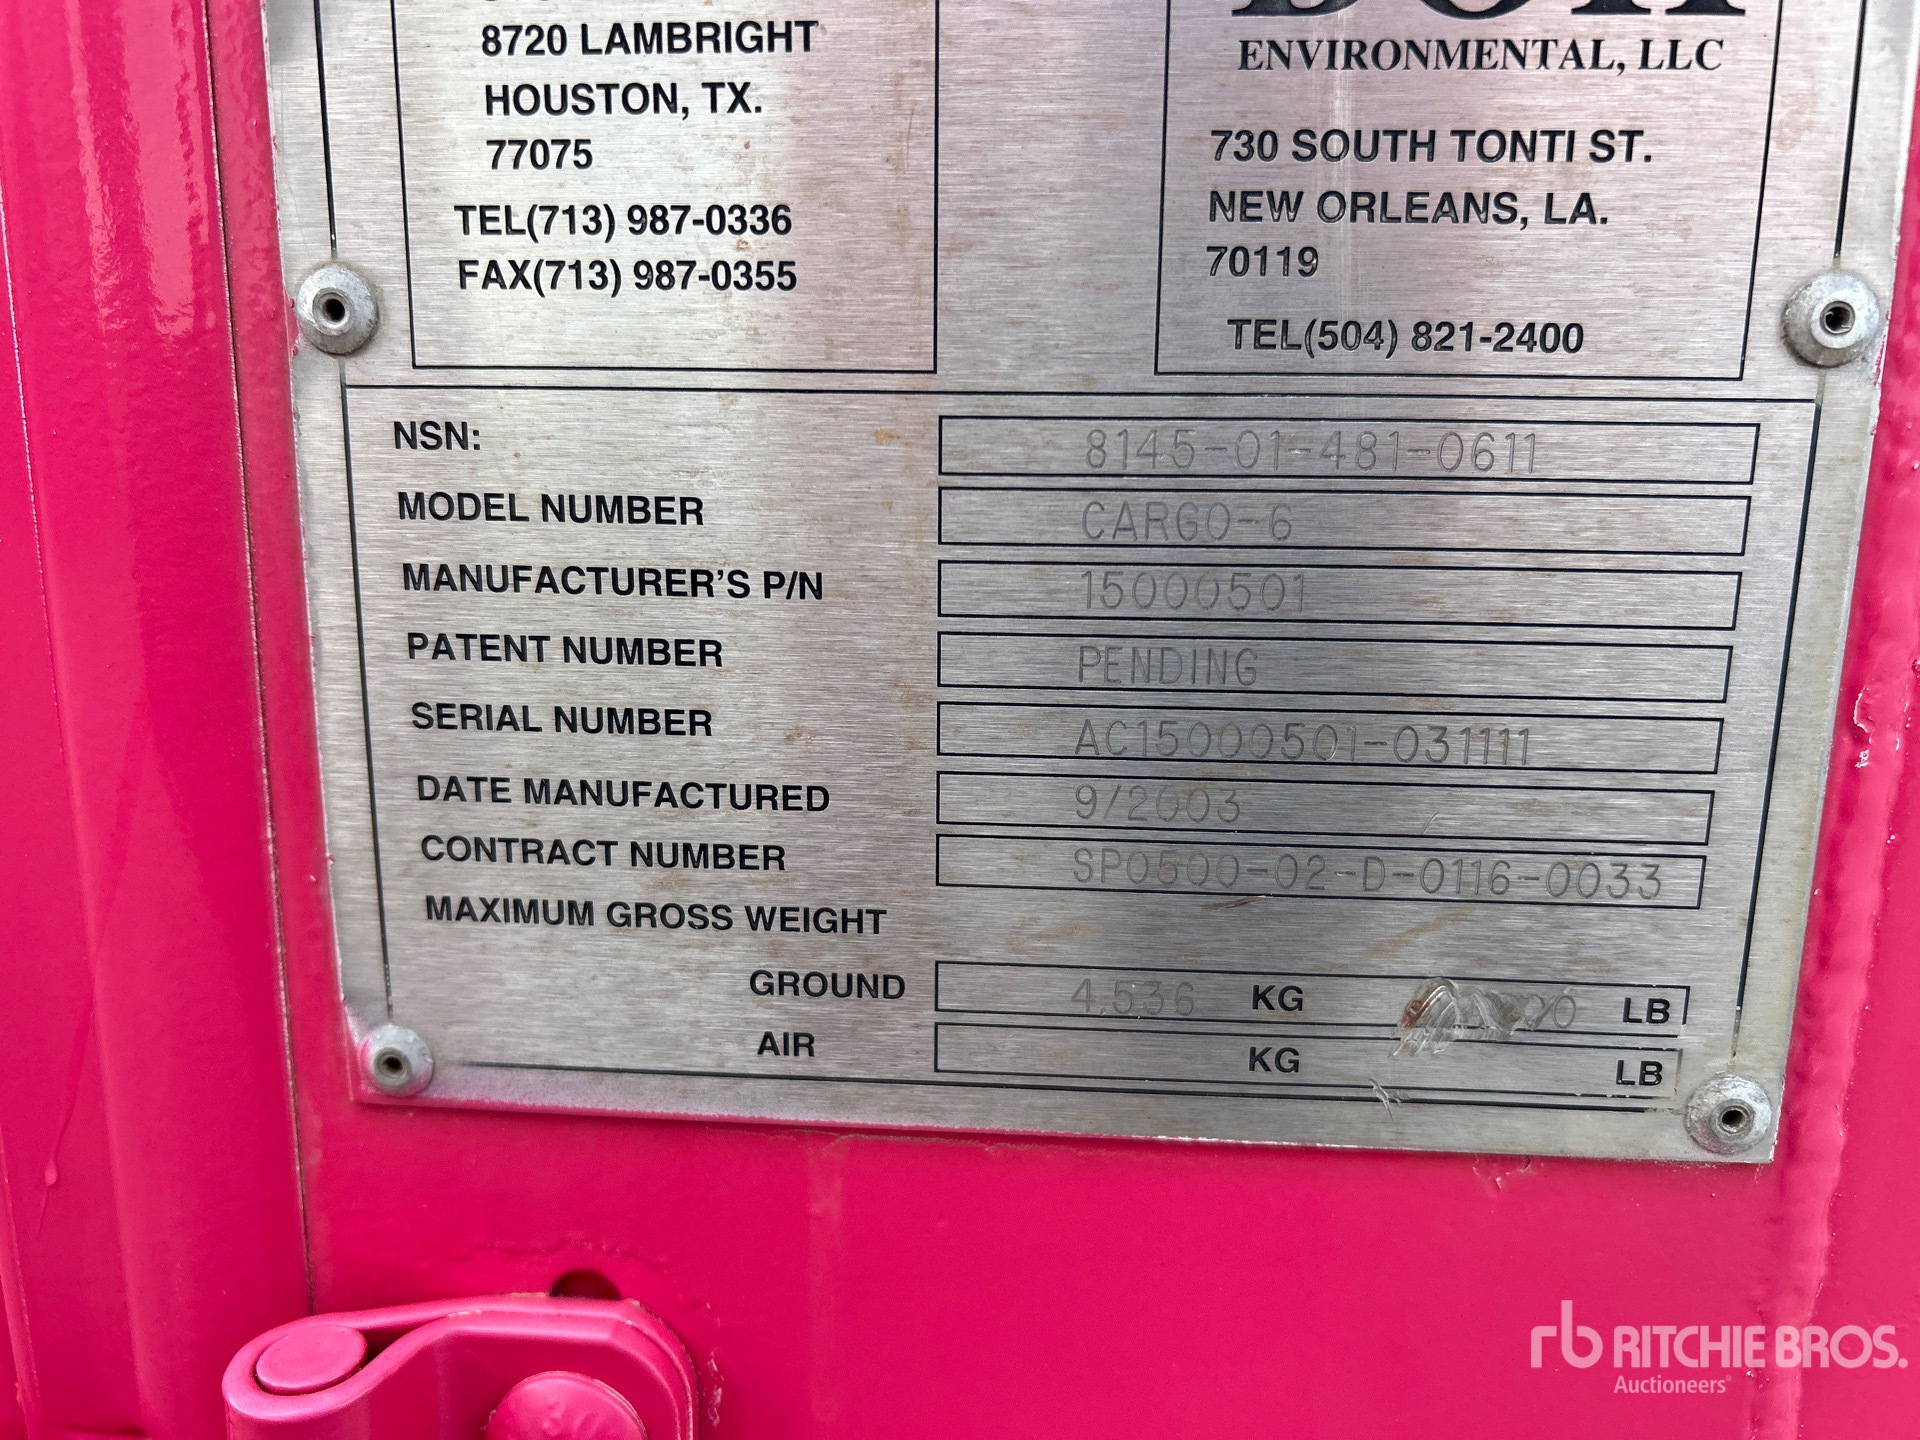 8720 LAMBRIGHT
HOUSTON, TX.
77075
TEL(713) 987-0336
FAX(713) 987-0355
ENVIRONMENTAL, LLC
730 SOUTH TONTI ST.
NEW ORLEANS, LA.
70119
TEL(504) 821-2400
NSN: 8145-01-481-0611
MODEL NUMBER CARGO-6
MANUFACTURER'S P/N 15000501
PATENT NUMBER PENDING
SERIAL NUMBER AC15000501-031111
DATE MANUFACTURED 9/2003
CONTRACT NUMBER SP0500-02-D-0116-0033
MAXIMUM GROSS WEIGHT
GROUND 4,536 KG LB
AIR KG LB
rb RITCHIE BROS.
Auctioneers